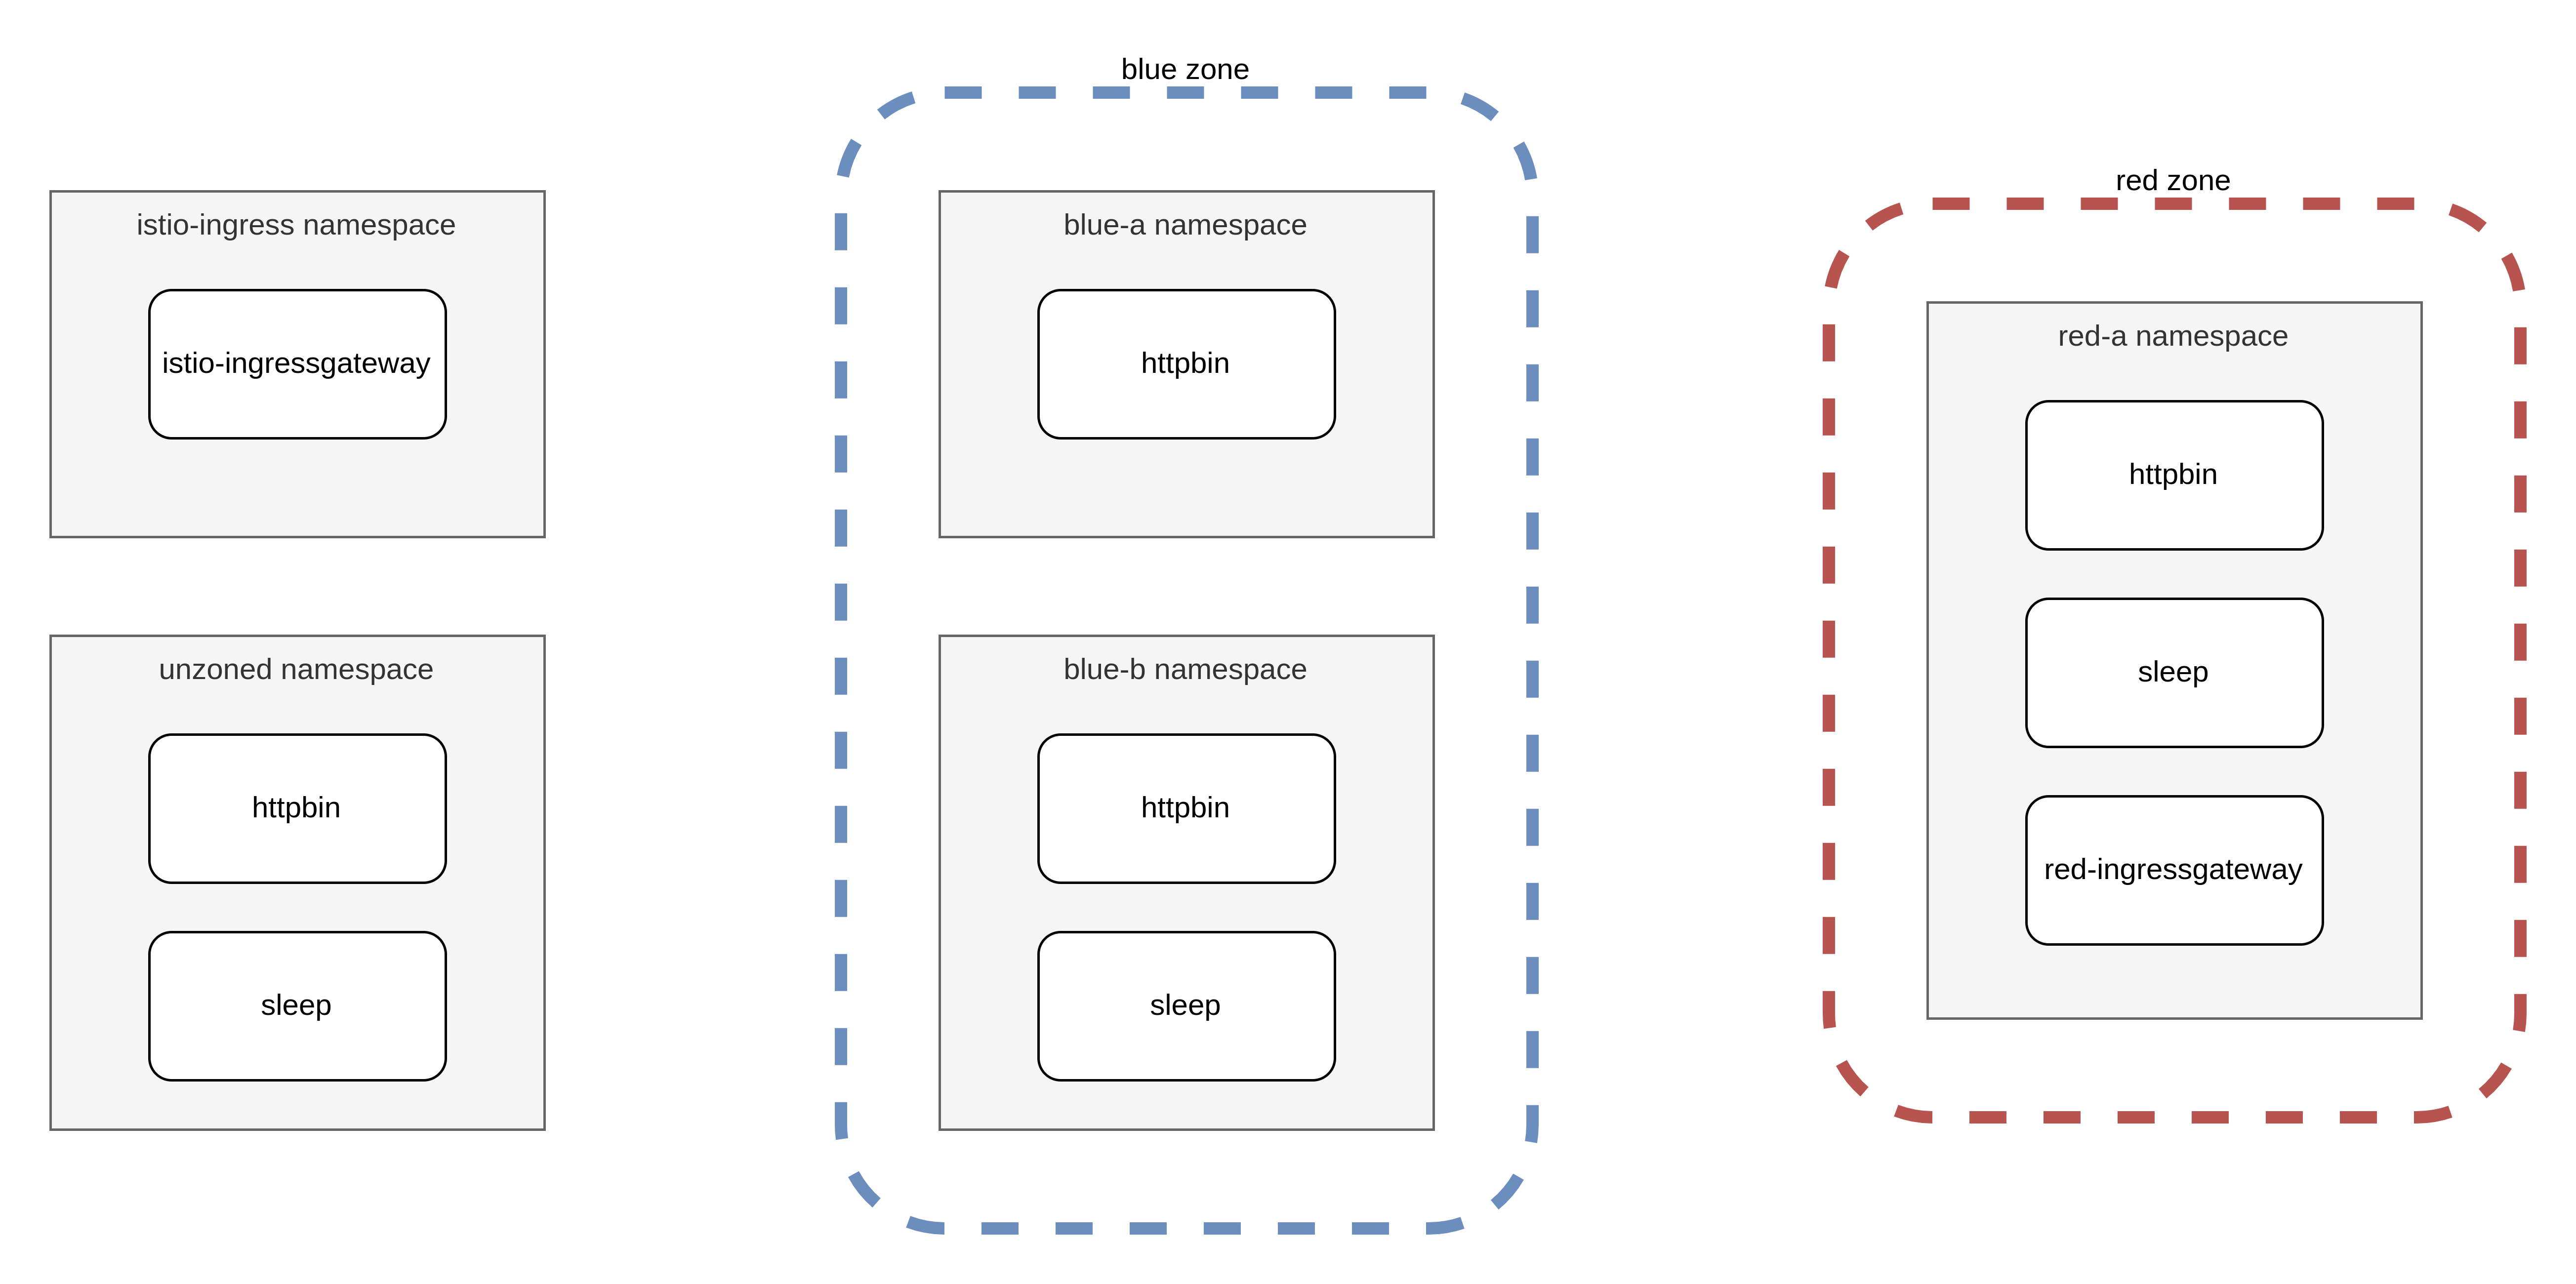 istio-ingress namespace
istio-ingressgateway
unzoned namespace
httpbin
sleep
blue zone
blue-a namespace
httpbin
blue-b namespace
httpbin
sleep
red zone
red-a namespace
httpbin
sleep
red-ingressgateway